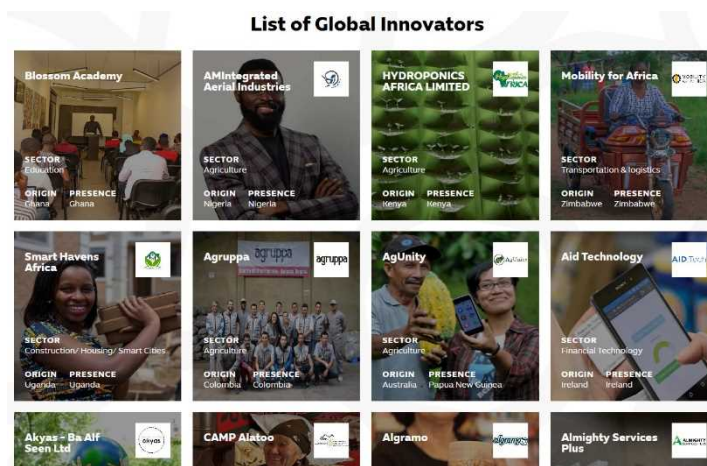 List of Global Innovators
Blossom Academy
SECTOR
Education
ORIGIN PRESENCE
Ghana Ghana
AMIntegrated
Aerial Industries
SECTOR
Agriculture
ORIGIN PRESENCE
Nigeria Nigeria
HYDROPONICS
AFRICA LIMITED
SECTOR
Agriculture
ORIGIN PRESENCE
Kenya Kenya
Mobility for Africa
SECTOR
Transportation & logistics
ORIGIN PRESENCE
Zimbabwe Zimbabwe
Smart Havens
Africa
SECTOR
Construction/ Housing/ Smart Cities
ORIGIN PRESENCE
Uganda Uganda
Agruppa
agruppa
agruppa
SECTOR
Agriculture
ORIGIN PRESENCE
Colombia Colombia
AgUnity
AgUnity
SECTOR
Agriculture
ORIGIN PRESENCE
Australia Papua New Guinea
Aid Technology
AID:Tech
SECTOR
Financial Technology
ORIGIN PRESENCE
Ireland Ireland
Akyas - Ba Alf
Seen Ltd
akyas
CAMP Alatoo
Algramo
algramo
Almighty Services
Plus
ALMIGHTY